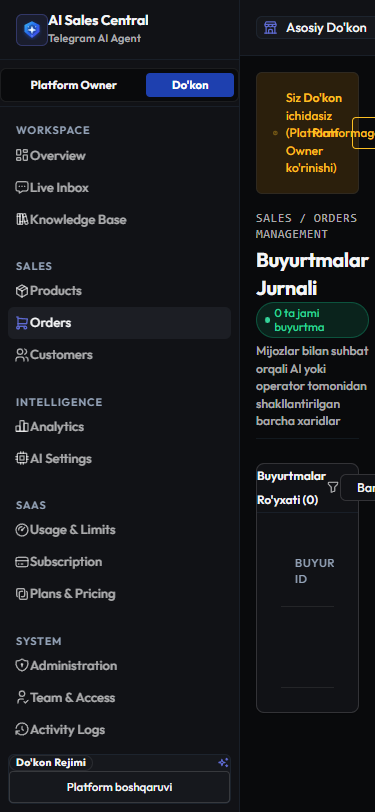 AI Sales Central
Telegram AI Agent
Platform Owner
Do'kon
WORKSPACE
Overview
Live Inbox
Knowledge Base
SALES
Products
Orders
Customers
INTELLIGENCE
Analytics
AI Settings
SAAS
Usage & Limits
Subscription
Plans & Pricing
SYSTEM
Administration
Team & Access
Activity Logs
Do'kon Rejimi
Platform boshqaruvi
Asosiy Do'kon
Siz Do'kon
ichidasiz
(Platform
Owner
ko'rinishi)
SALES / ORDERS
MANAGEMENT
Buyurtmalar
Jurnali
0 ta jami
buyurtma
Mijozlar bilan suhbat
orqali AI yoki
operator tomonidan
shakllantirilgan
barcha xaridlar
Buyurtmalar
Ro'yxati (0)
BUYUR
ID